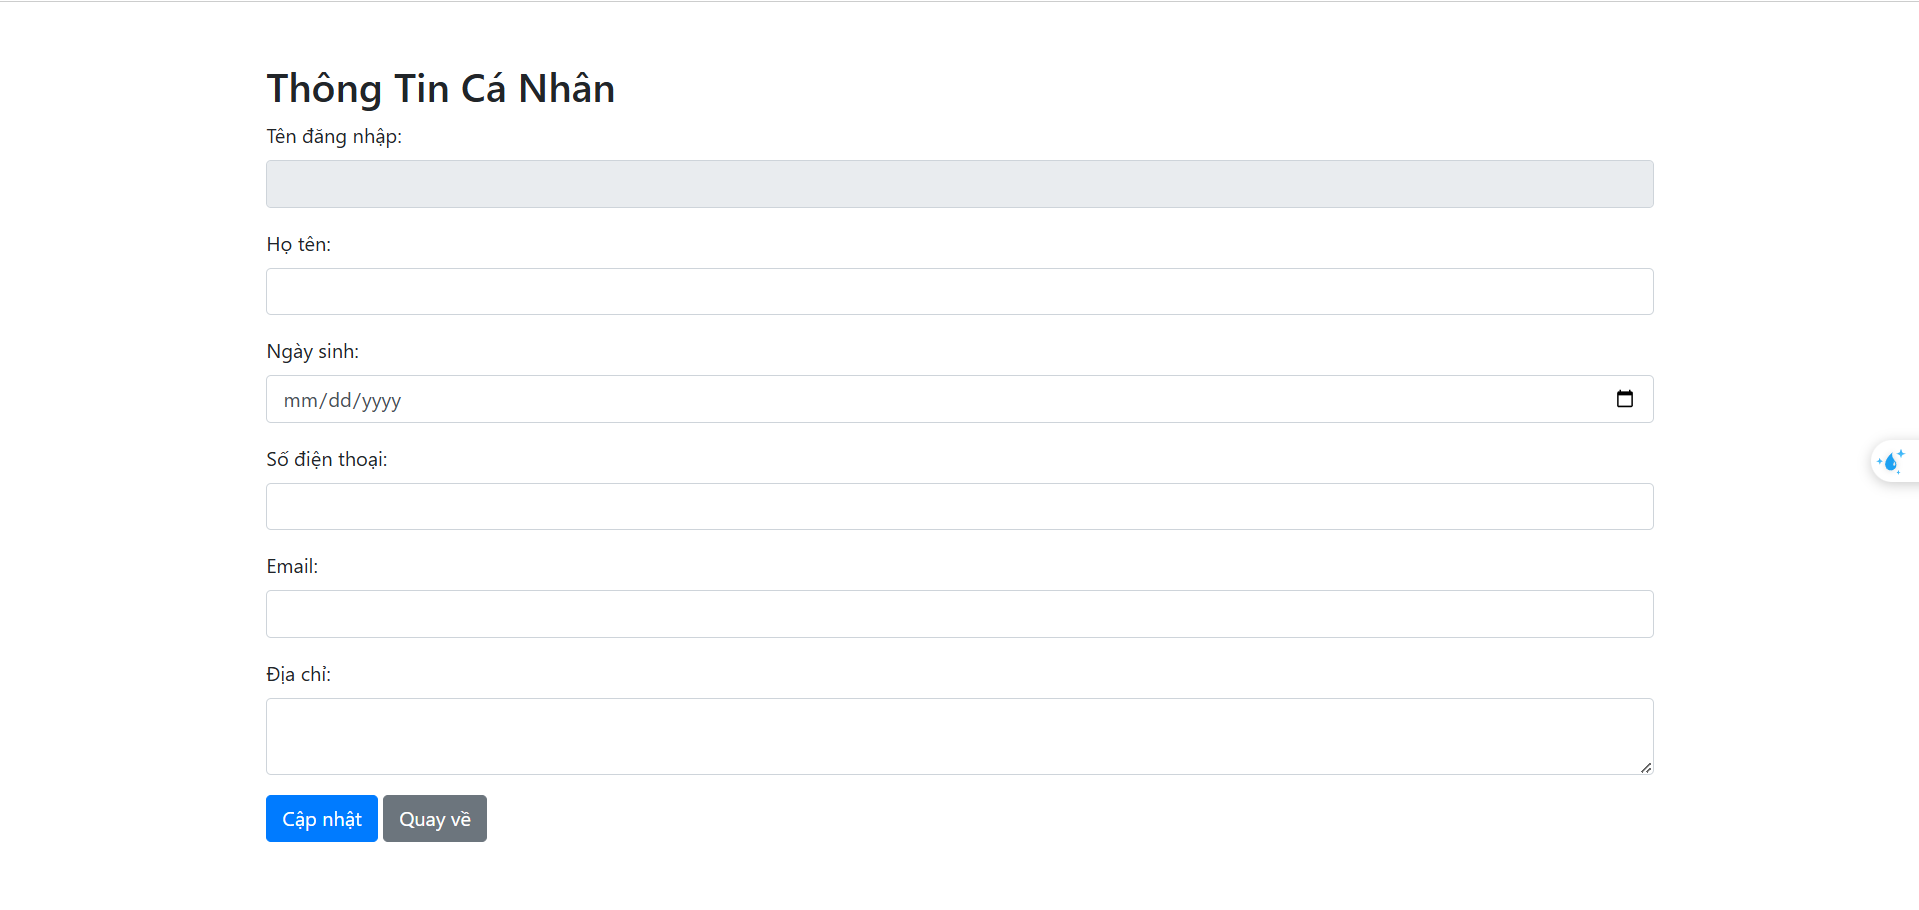 Thông Tin Cá Nhân
Tên đăng nhập:
Họ tên:
Ngày sinh:
mm/dd/yyyy
Số điện thoại:
Email:
Địa chỉ:
Cập nhật Quay về